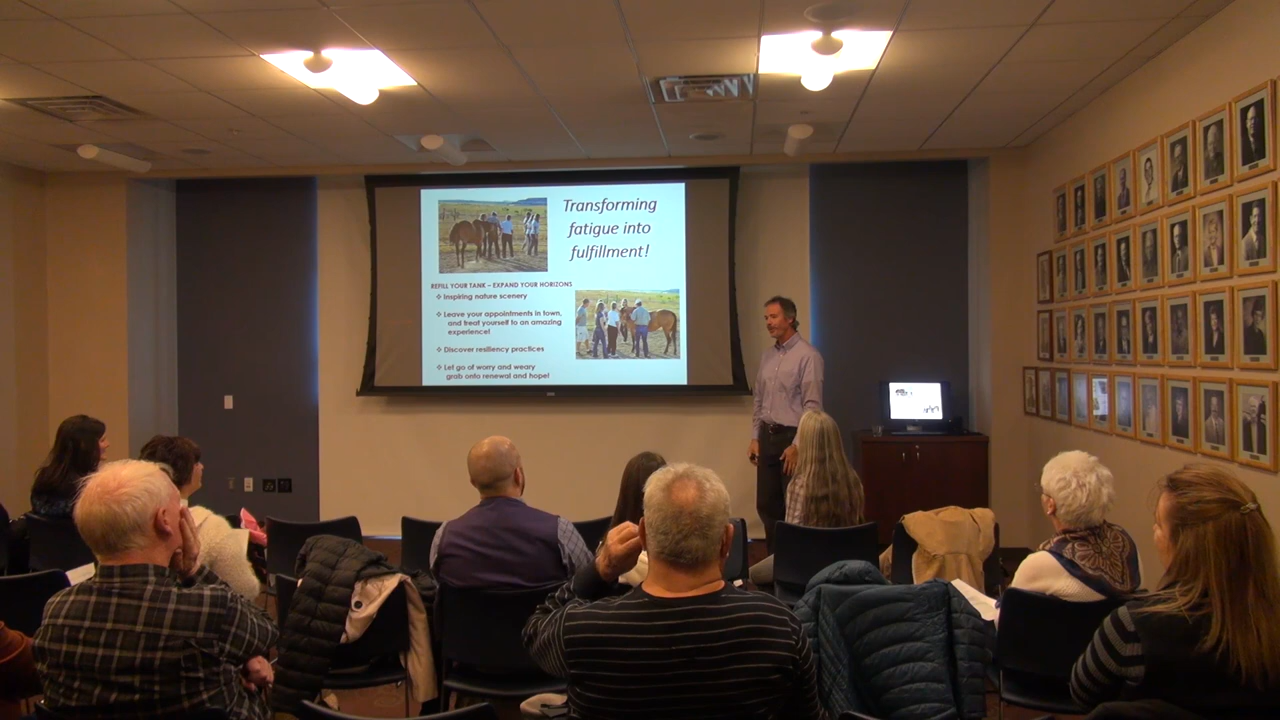 Transforming
fatigue into
fulfillment!
REFILL YOUR TANK – EXPAND YOUR HORIZONS
❖ Inspiring nature scenery
❖ Leave your appointments in town,
and treat yourself to an amazing
experience!
❖ Discover resiliency practices
❖ Let go of worry and weary
grab onto renewal and hope!